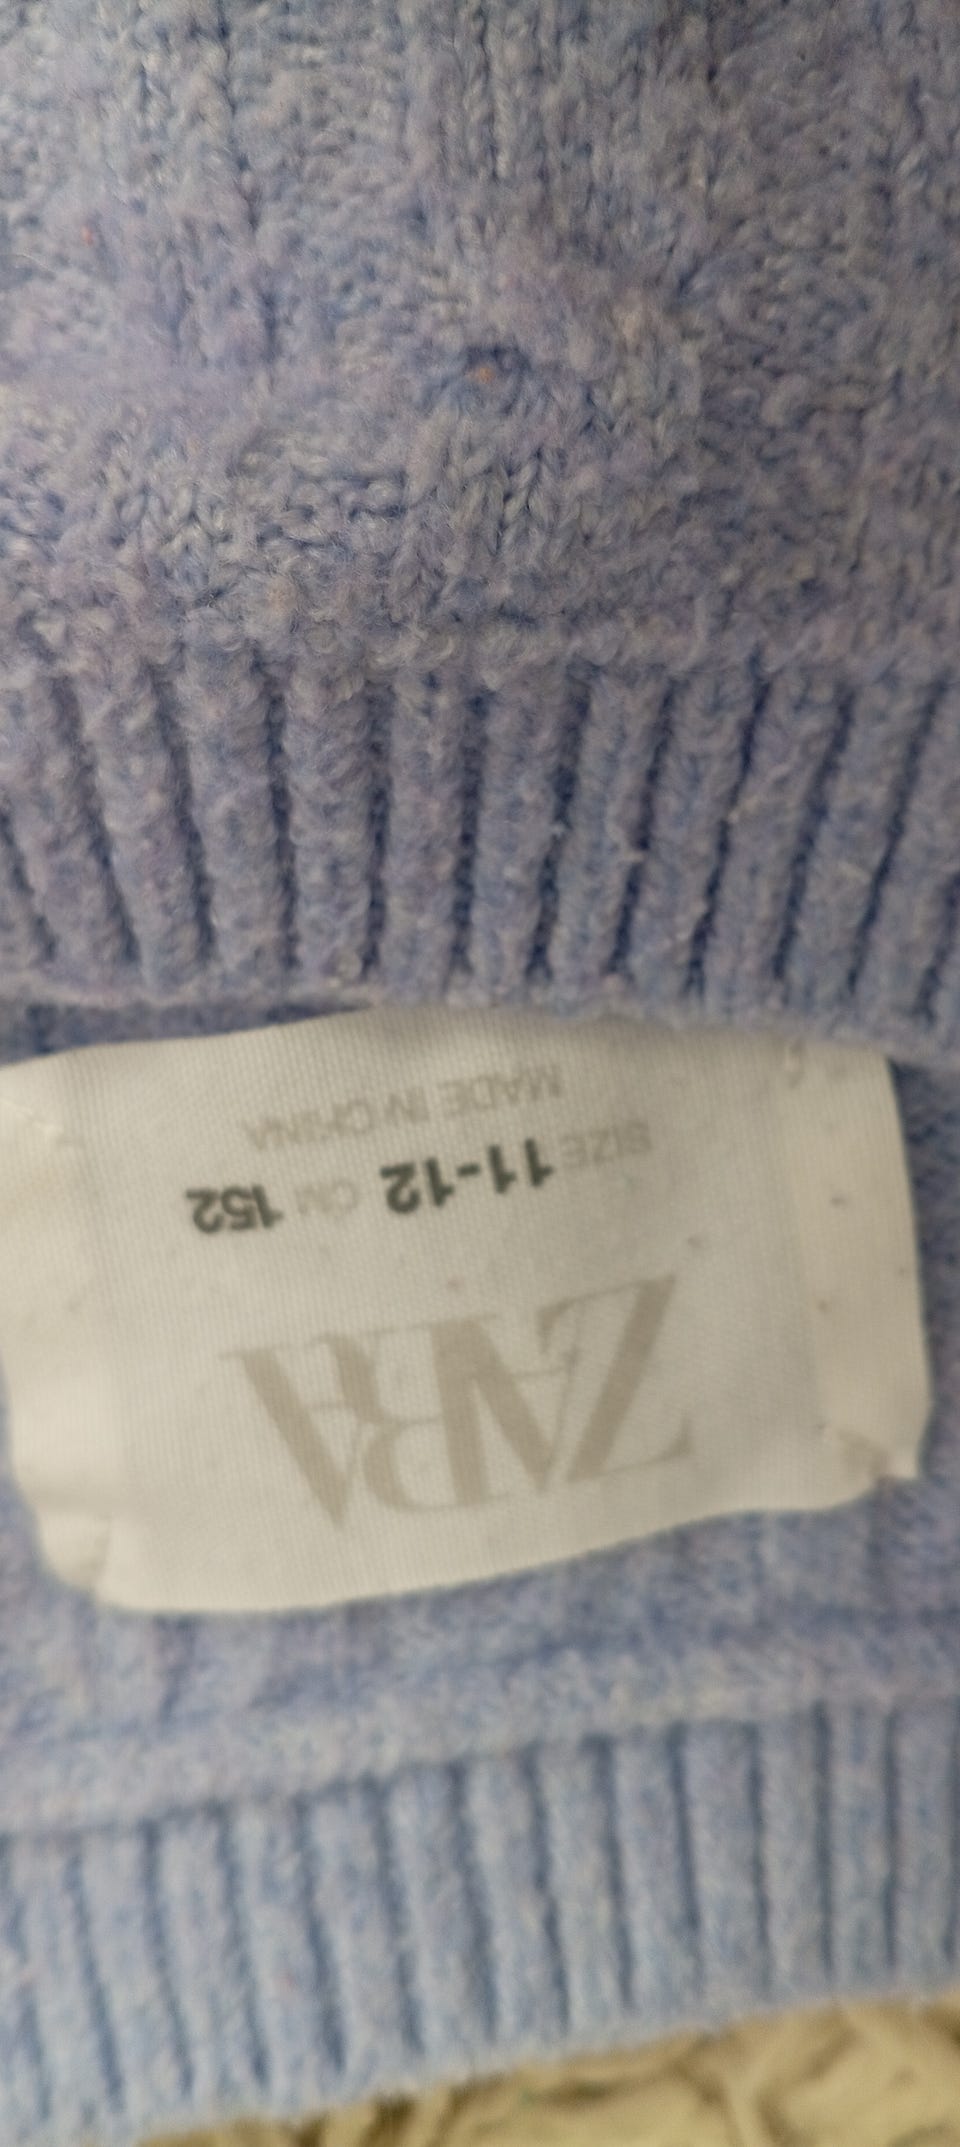 ZARA
SIZE 11-12 CM 152
MADE IN CHINA